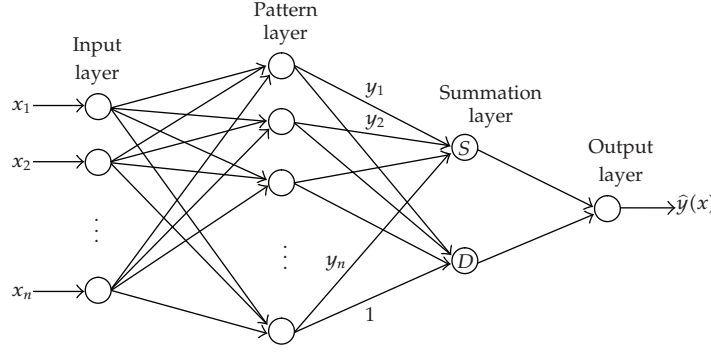 Pattern
layer
Input
layer
y₁
x₁
Summation
layer
y₂
S
Output
layer
x₂
ŷ(x)
⋮
⋮
yₙ
D
xₙ
1